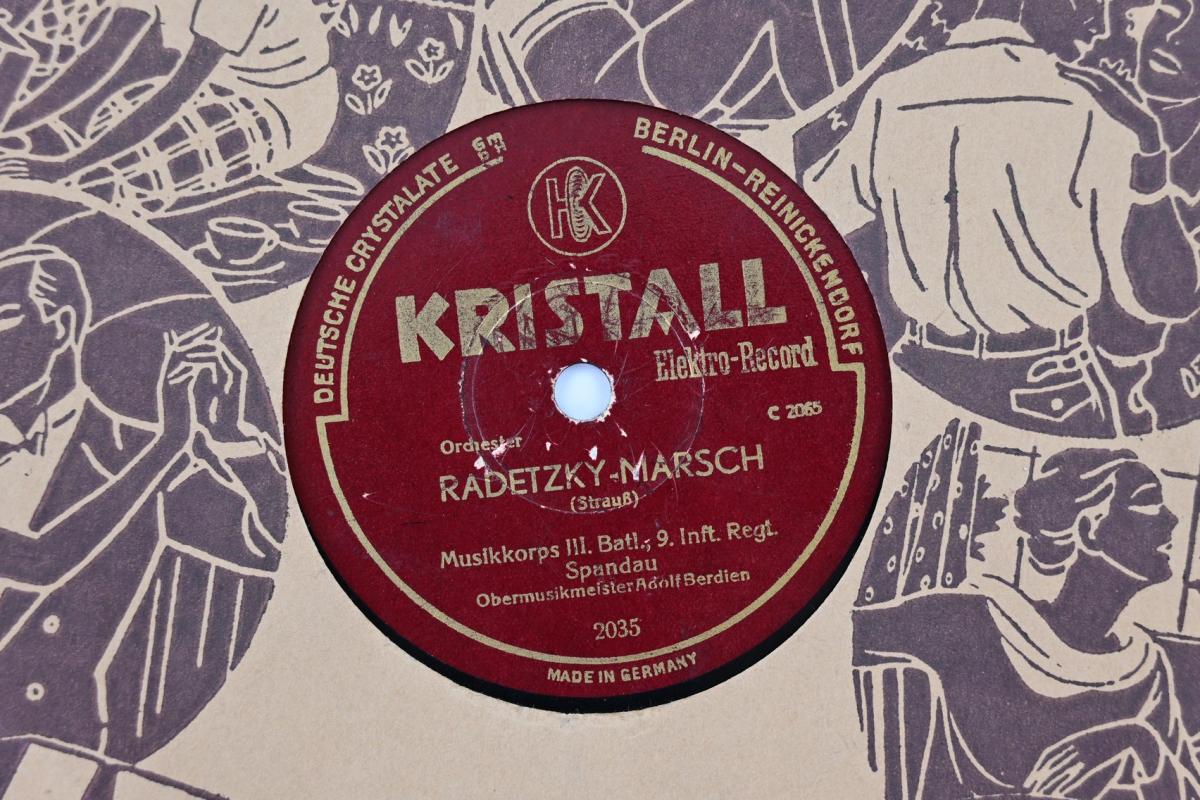 DEUTSCHE CRYSTALATE GmbH
BERLIN-REINICKENDORF
HK
KRISTALL
Elektro-Record
C 2065
Orchester
RADETZKY-MARSCH
(Strauß)
Musikkorps III. Batl., 9. Inft. Regt.
Spandau
Obermusikmeister Adolf Berdien
2035
MADE IN GERMANY